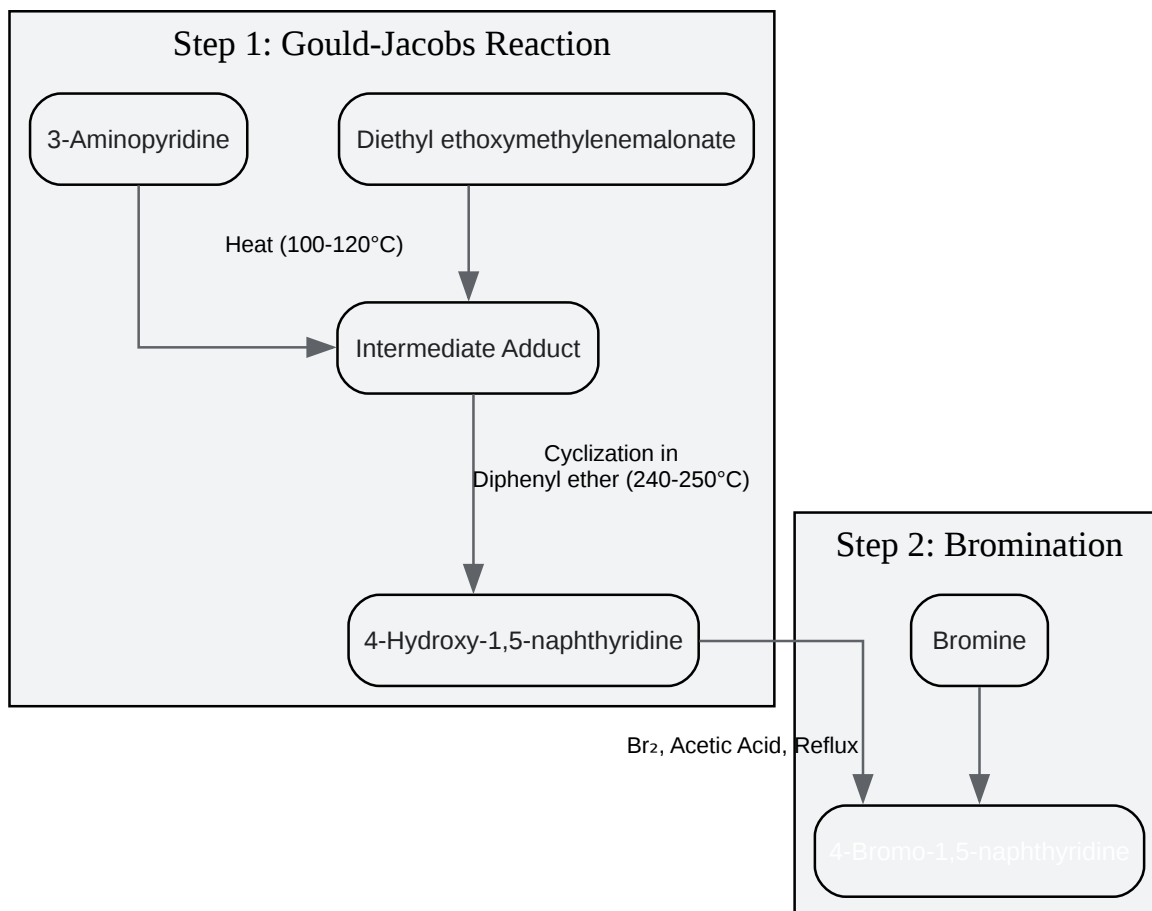 Step 1: Gould-Jacobs Reaction
3-Aminopyridine
Diethyl ethoxymethylenemalonate
Heat (100-120°C)
Intermediate Adduct
Cyclization in
Diphenyl ether (240-250°C)
4-Hydroxy-1,5-naphthyridine
Step 2: Bromination
Bromine
Br₂, Acetic Acid, Reflux
4-Bromo-1,5-naphthyridine